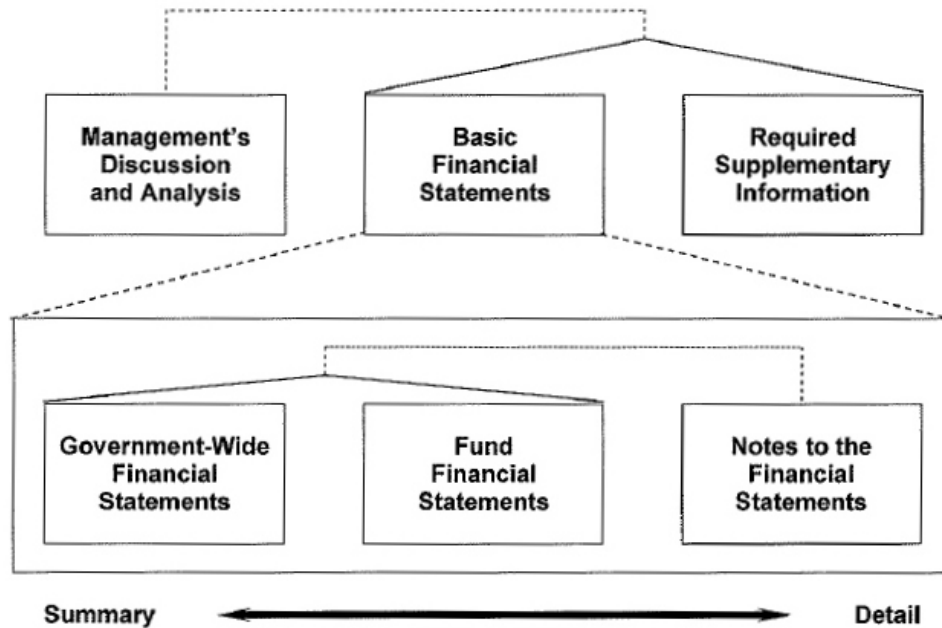 Management's
Discussion
and Analysis
Basic
Financial
Statements
Required
Supplementary
Information
Government-Wide
Financial
Statements
Fund
Financial
Statements
Notes to the
Financial
Statements
Summary
Detail